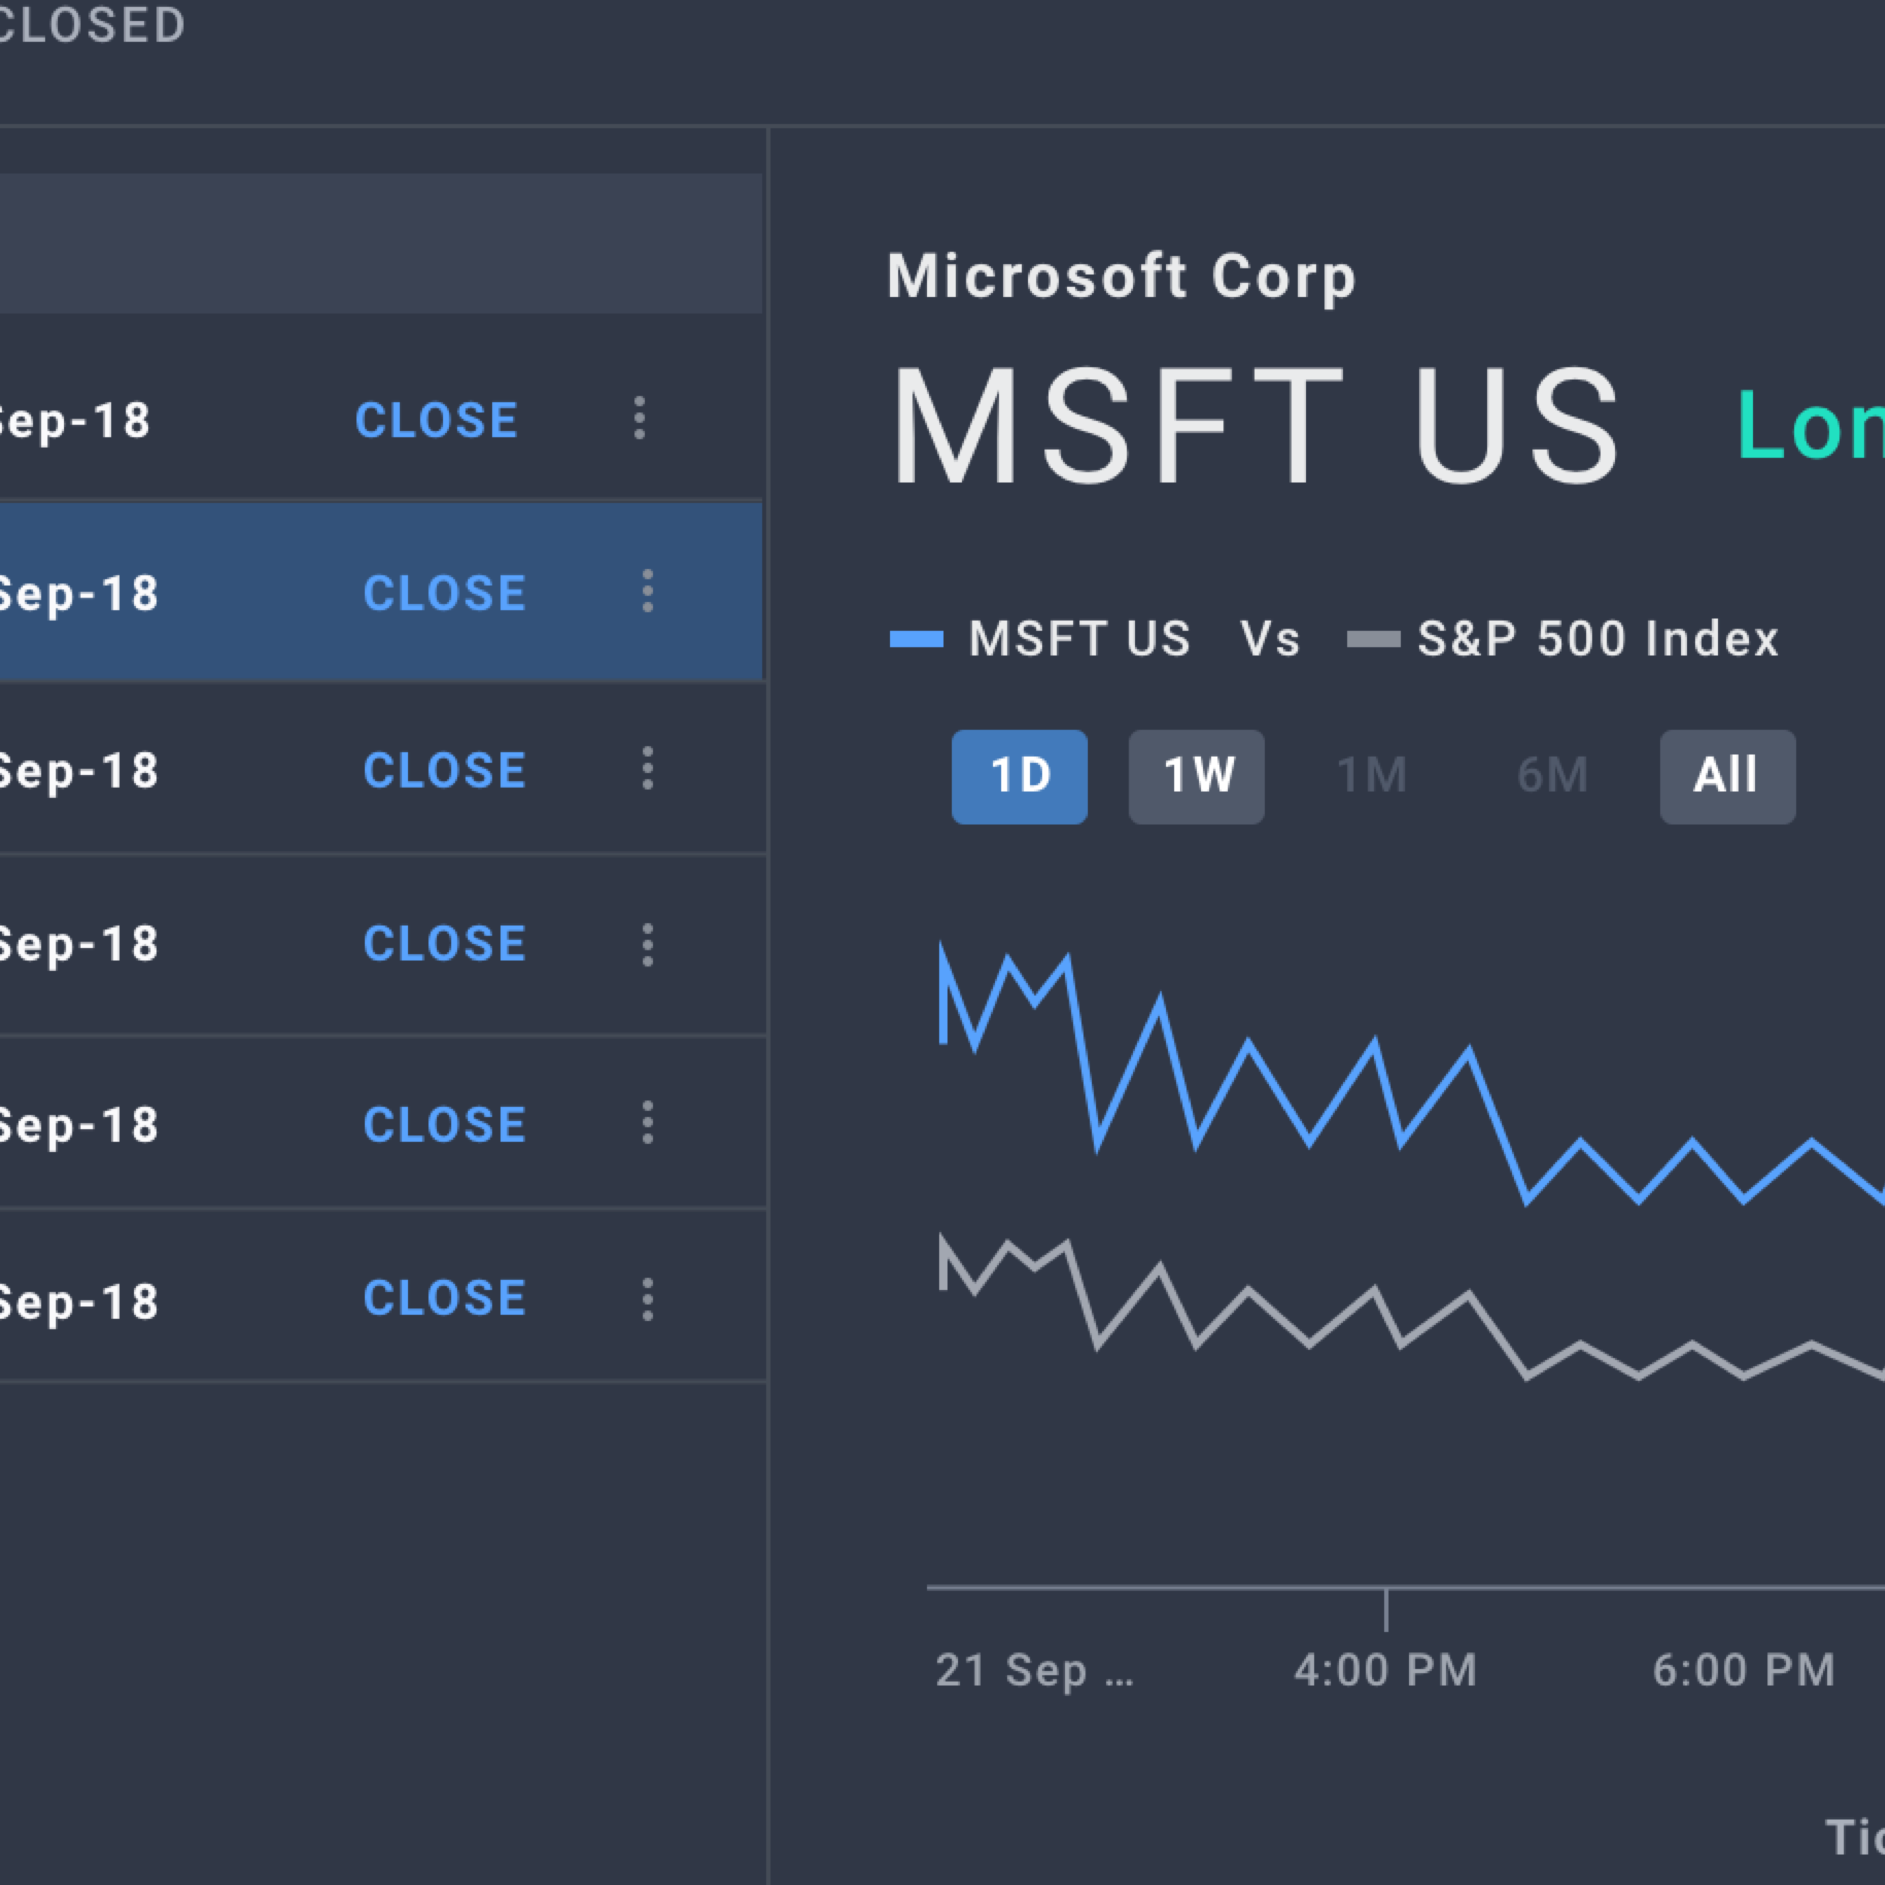 CLOSED
Sep-18 CLOSE
Sep-18 CLOSE
Sep-18 CLOSE
Sep-18 CLOSE
Sep-18 CLOSE
Sep-18 CLOSE
Microsoft Corp
MSFT US Lon
MSFT US Vs S&P 500 Index
1D 1W 1M 6M All
21 Sep ...
4:00 PM
6:00 PM